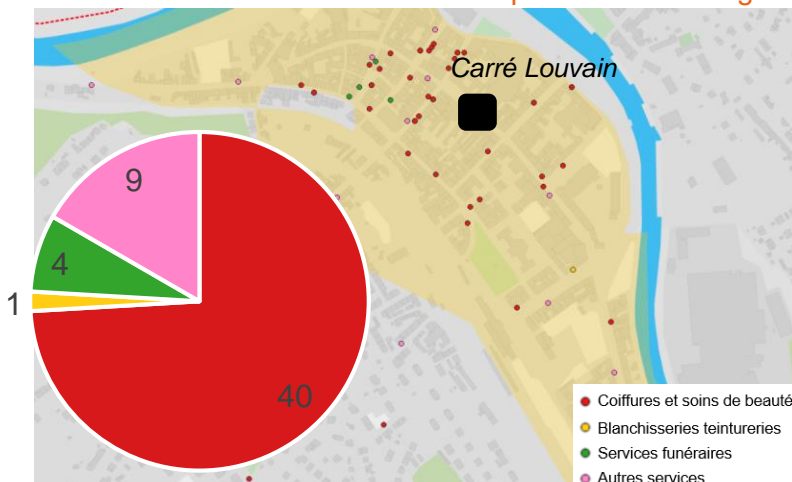 Carré Louvain
9
4
1
40
Coiffures et soins de beauté
Blanchisseries teintureries
Services funéraires
Autres services